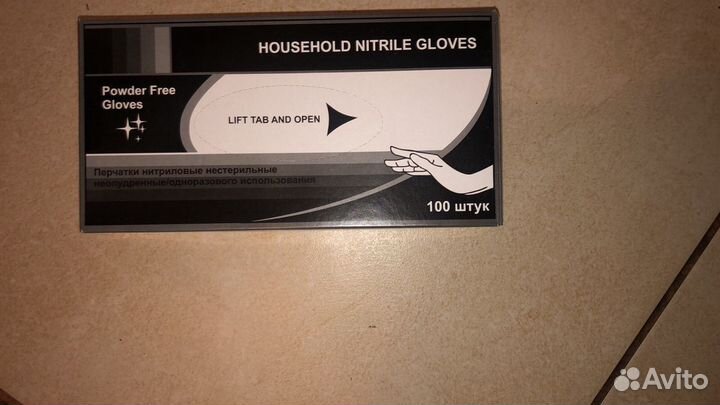 HOUSEHOLD NITRILE GLOVES
Powder Free
Gloves
LIFT TAB AND OPEN
Перчатки нитриловые нестерильные
неопудренные/одноразового использования
100 штук
Avito